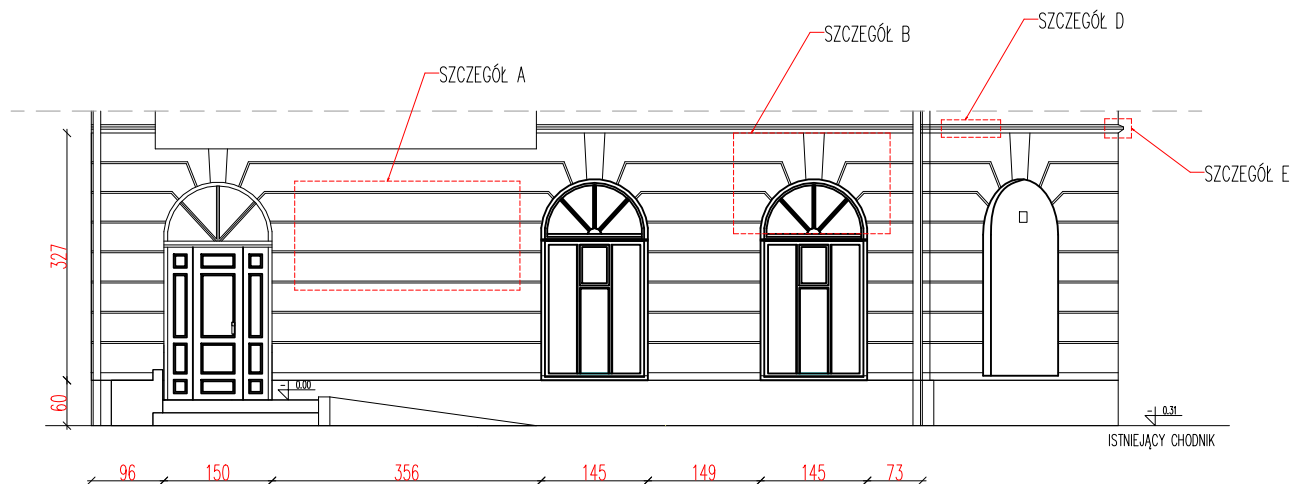 SZCZEGÓŁ D
SZCZEGÓŁ B
SZCZEGÓŁ A
SZCZEGÓŁ E
327
60
0.00
- 0.31
ISTNIEJĄCY CHODNIK
96 150 356 145 149 145 73